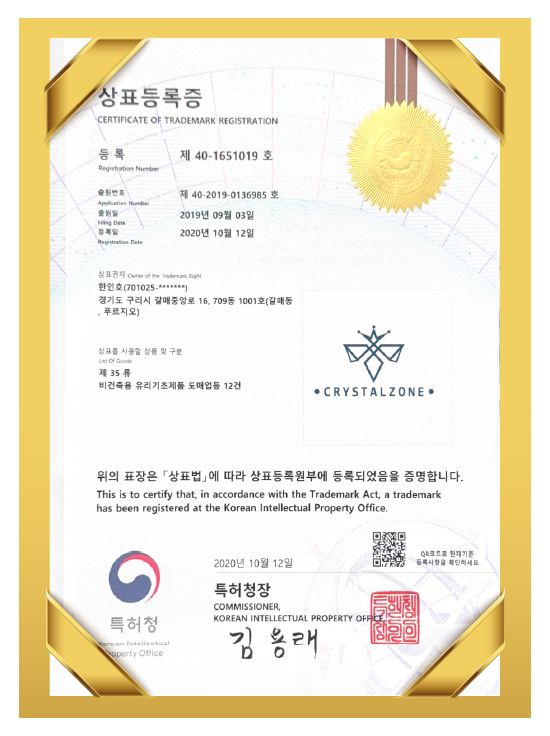 상표등록증
CERTIFICATE OF TRADEMARK REGISTRATION
등 록 제 40-1651019 호
Registration Number
출원번호 제 40-2019-0136985 호
Application Number
출원일 2019년 09월 03일
Filing Date
등록일 2020년 10월 12일
Registration Date
상표권자 Owner of the Trademark Right
한인호(701025-*******)
경기도 구리시 갈매중앙로 16, 709동 1001호(갈매동
, 푸르지오)
상표를 사용할 상품 및 구분
List Of Goods
제 35 류
비건축용 유리기초제품 도매업등 12건
•CRYSTALZONE•
위의 표장은 「상표법」에 따라 상표등록원부에 등록되었음을 증명합니다.
This is to certify that, in accordance with the Trademark Act, a trademark
has been registered at the Korean Intellectual Property Office.
QR코드로 현재기준
등록사항을 확인하세요
2020년 10월 12일
특허청장
COMMISSIONER,
KOREAN INTELLECTUAL PROPERTY OFFICE
김용래
특허청
Korean Intellectual
Property Office